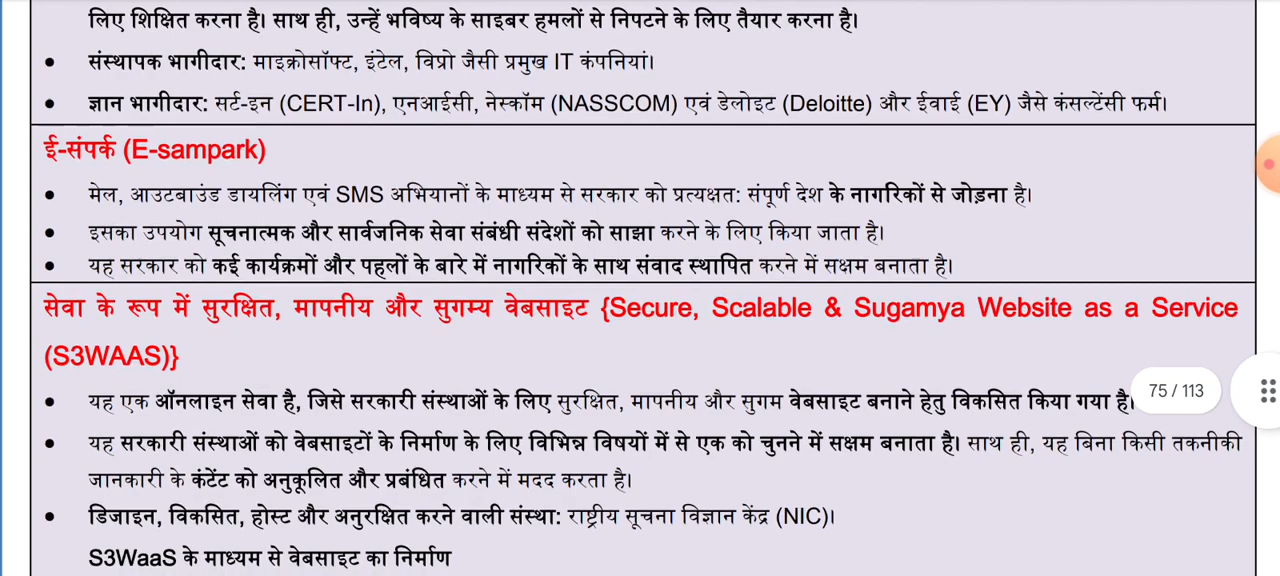 लिए शिक्षित करना है। साथ ही, उन्हें भविष्य के साइबर हमलों से निपटने के लिए तैयार करना है।
● संस्थापक भागीदार: माइक्रोसॉफ्ट, इंटेल, विप्रो जैसी प्रमुख IT कंपनियां।
● ज्ञान भागीदार: सर्ट-इन (CERT-In), एनआईसी, नेस्कॉम (NASSCOM) एवं डेलोइट (Deloitte) और ईवाई (EY) जैसे कंसल्टेंसी फर्म।
ई-संपर्क (E-sampark)
● मेल, आउटबाउंड डायलिंग एवं SMS अभियानों के माध्यम से सरकार को प्रत्यक्षत: संपूर्ण देश के नागरिकों से जोड़ना है।
● इसका उपयोग सूचनात्मक और सार्वजनिक सेवा संबंधी संदेशों को साझा करने के लिए किया जाता है।
● यह सरकार को कई कार्यक्रमों और पहलों के बारे में नागरिकों के साथ संवाद स्थापित करने में सक्षम बनाता है।
सेवा के रूप में सुरक्षित, मापनीय और सुगम्य वेबसाइट {Secure, Scalable & Sugamya Website as a Service
(S3WAAS)}
● यह एक ऑनलाइन सेवा है, जिसे सरकारी संस्थाओं के लिए सुरक्षित, मापनीय और सुगम वेबसाइट बनाने हेतु विकसित किया गया है।
75 / 113
● यह सरकारी संस्थाओं को वेबसाइटों के निर्माण के लिए विभिन्न विषयों में से एक को चुनने में सक्षम बनाता है। साथ ही, यह बिना किसी तकनीकी
जानकारी के कंटेंट को अनुकूलित और प्रबंधित करने में मदद करता है।
● डिजाइन, विकसित, होस्ट और अनुरक्षित करने वाली संस्था: राष्ट्रीय सूचना विज्ञान केंद्र (NIC)।
S3WaaS के माध्यम से वेबसाइट का निर्माण